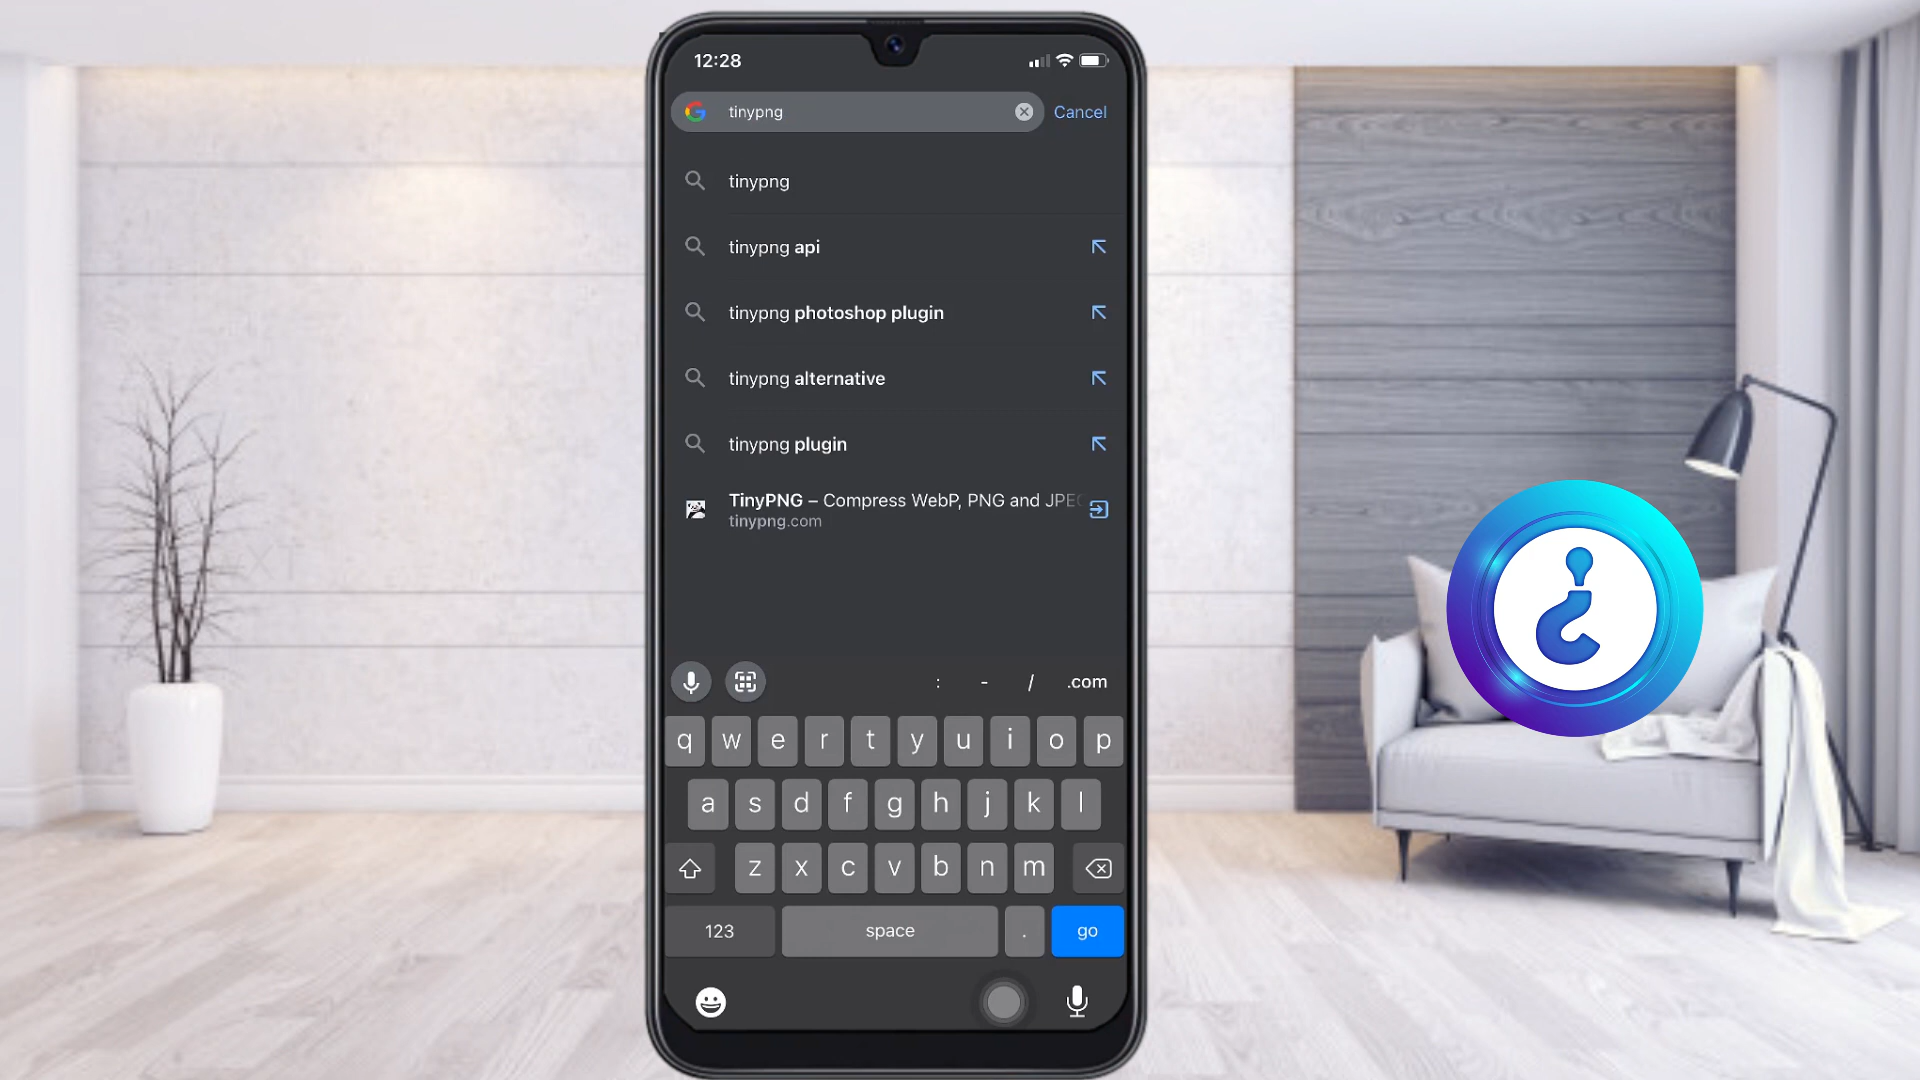 12:28
tinypng
Cancel
tinypng
tinypng api
tinypng photoshop plugin
tinypng alternative
tinypng plugin
TinyPNG – Compress WebP, PNG and JPEG
tinypng.com
: - / .com
q w e r t y u i o p
a s d f g h j k l
z x c v b n m
123 space . go